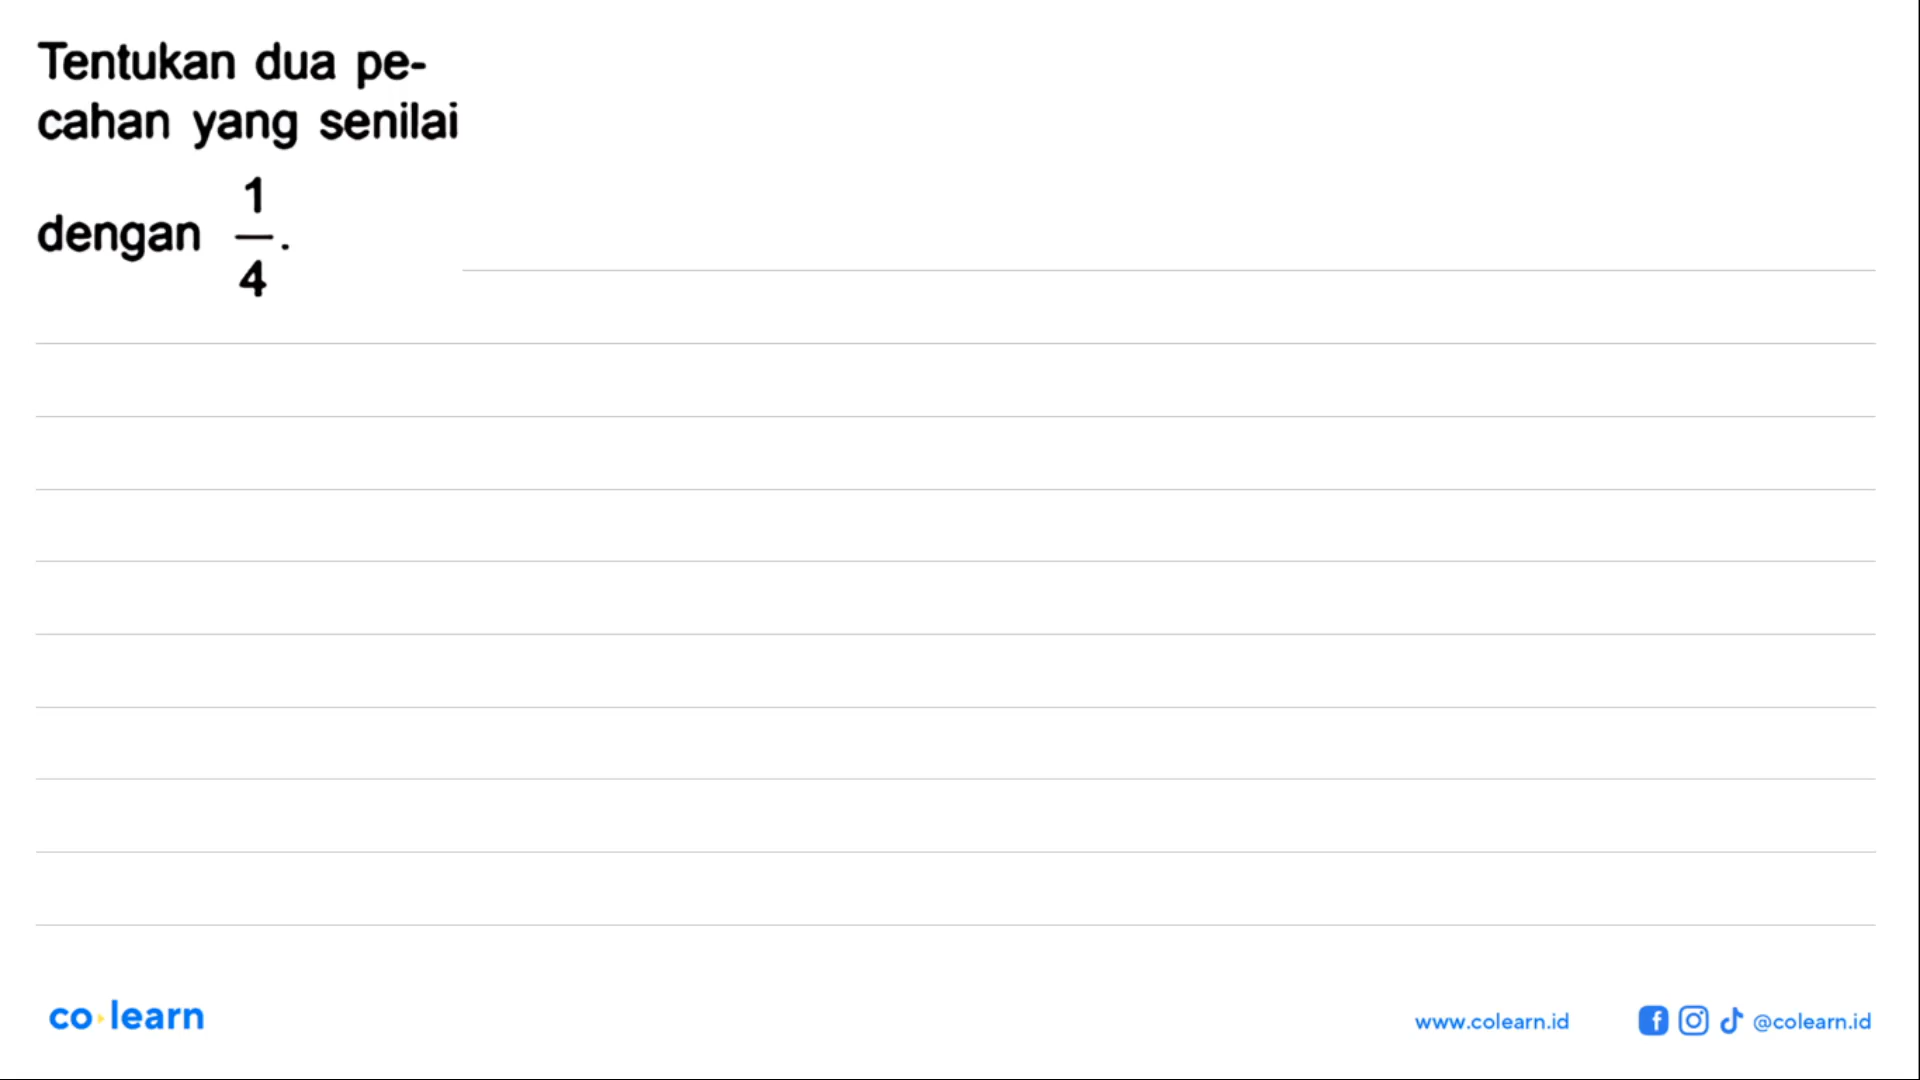 Tentukan dua pe-
cahan yang senilai
dengan 1/4.
co learn
www.colearn.id @colearn.id